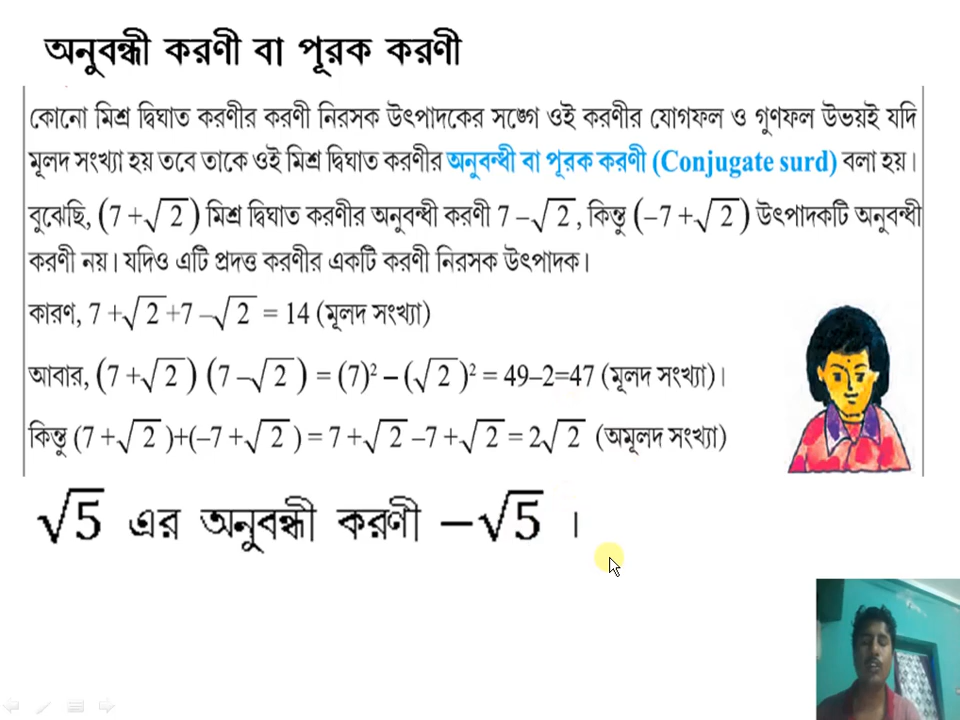 অনুবন্ধী করণী বা পূরক করণী
কোনো মিশ্র দ্বিঘাত করণীর করণী নিরসক উৎপাদকের সঙ্গে ওই করণীর যোগফল ও গুণফল উভয়ই যদি
মূলদ সংখ্যা হয় তবে তাকে ওই মিশ্র দ্বিঘাত করণীর অনুবন্ধী বা পূরক করণী (Conjugate surd) বলা হয়।
বুঝেছি, (7 +√2) মিশ্র দ্বিঘাত করণীর অনুবন্ধী করণী 7 –√2, কিন্তু (–7 +√2) উৎপাদকটি অনুবন্ধী
করণী নয়। যদিও এটি প্রদত্ত করণীর একটি করণী নিরসক উৎপাদক।
কারণ, 7 +√2 +7 –√2 = 14 (মূলদ সংখ্যা)
আবার, (7 +√2) (7 –√2) = (7)² – (√2)² = 49–2=47 (মূলদ সংখ্যা)।
কিন্তু (7 +√2)+(–7 +√2) = 7 +√2 –7 +√2 = 2√2 (অমূলদ সংখ্যা)
√5 এর অনুবন্ধী করণী –√5 ।